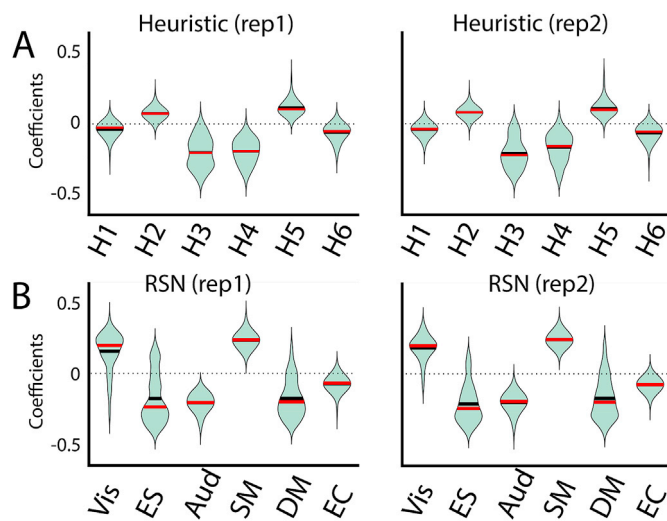 A
Heuristic (rep1)
Heuristic (rep2)
Coefficients
0.5
0
-0.5
H1 H2 H3 H4 H5 H6
H1 H2 H3 H4 H5 H6
B
RSN (rep1)
RSN (rep2)
Coefficients
0.5
0
-0.5
Vis ES Aud SM DM EC
Vis ES Aud SM DM EC